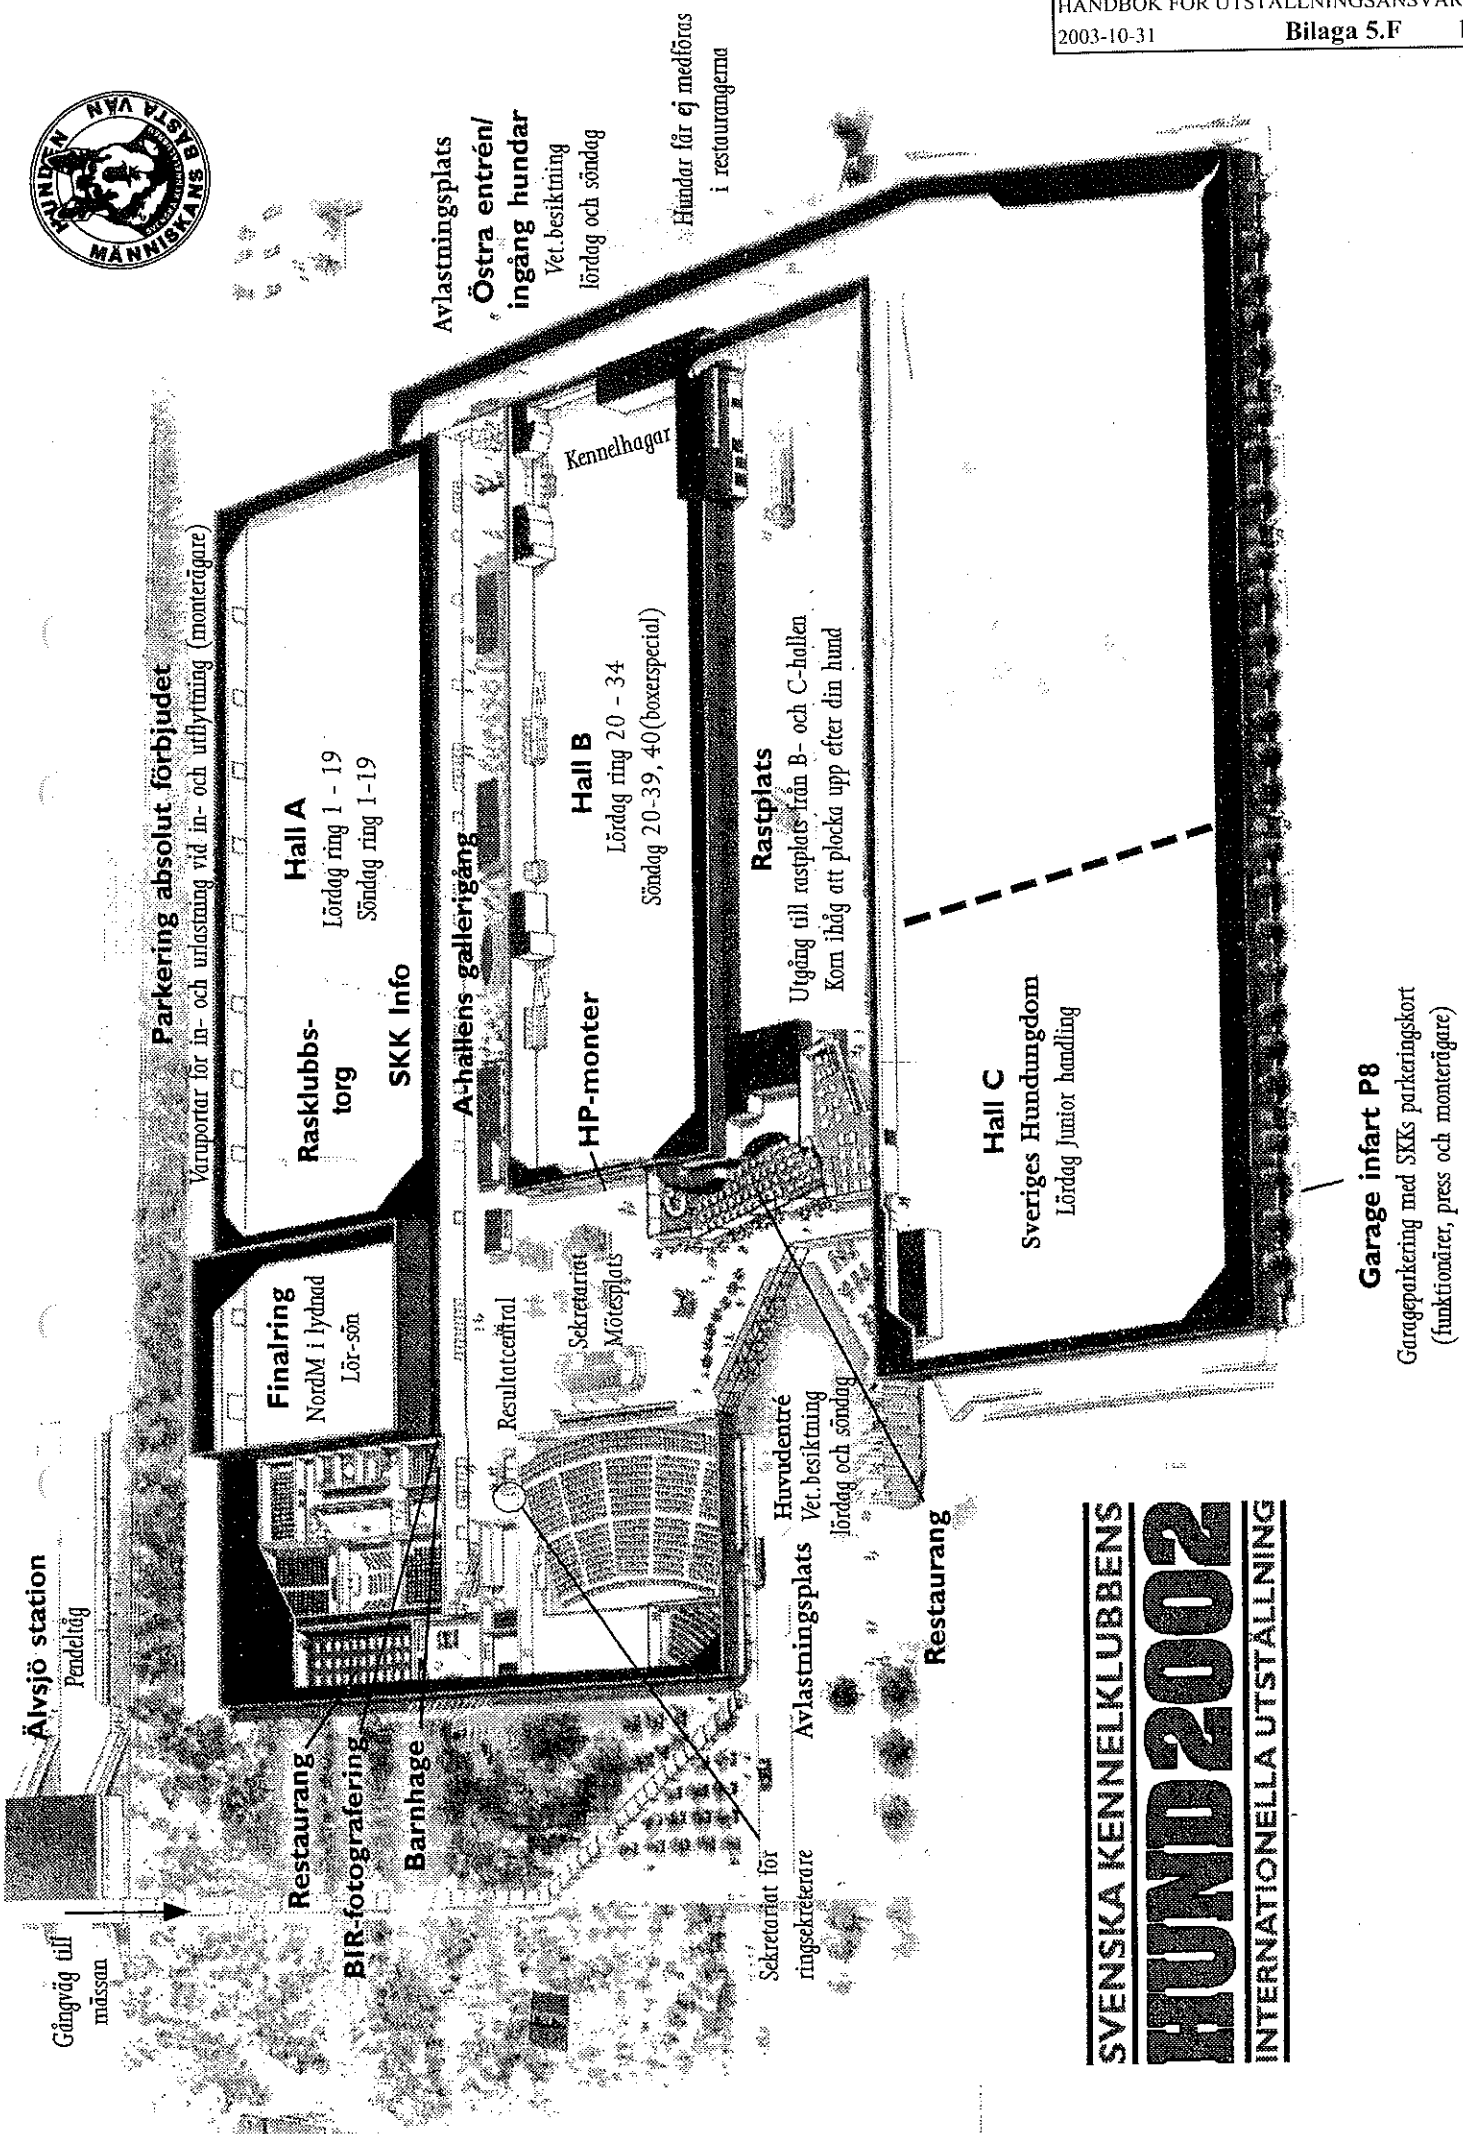 HANDBOK FÖR UTSTÄLLNINGSANSVAR
2003-10-31 Bilaga 5.F
HUNDEN MÄNNISKANS BÄSTA VÄN
Gångväg till
mässan
Älvsjö station
Pendeltåg
Parkering absolut förbjudet
Varuportar för in- och urlastning vid in- och utflyttning (monterägare)
Avlastningsplats
Östra entrén/
ingång hundar
Vet.besiktning
lördag och söndag
Hundar får ej medföras
i restaurangerna
Finalring
NordM i lydnad
Lör-sön
Rasklubbs-
torg
SKK Info
Hall A
Lördag ring 1 - 19
Söndag ring 1-19
A-hallens gallerigång
Restaurang
BIR-fotografering
Barnhage
Resultatcentral
Sekretariat
Mötesplats
HP-monter
Hall B
Lördag ring 20 - 34
Söndag 20-39, 40(boxerspecial)
Kennelhagar
Rastplats
Utgång till rastplats från B- och C-hallen
Kom ihåg att plocka upp efter din hund
Sekretariat för
ringsekreterare
Avlastningsplats
Huvudentré
Vet.besiktning
lördag och söndag
Restaurang
Hall C
Sveriges Hundungdom
Lördag Junior handling
Garage infart P8
Garageparkering med SKKs parkeringskort
(funktionärer, press och monterägare)
SVENSKA KENNELKLUBBENS
HUND2002
INTERNATIONELLA UTSTÄLLNING